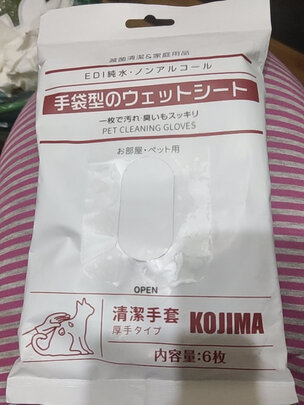 滅菌清潔&家庭用品
EDI純水・ノンアルコール
手袋型のウェットシート
一枚で汚れ・臭いもスッキリ
PET CLEANING GLOVES
お部屋・ペット用
OPEN
清潔手套
厚手タイプ
KOJIMA
内容量:6枚